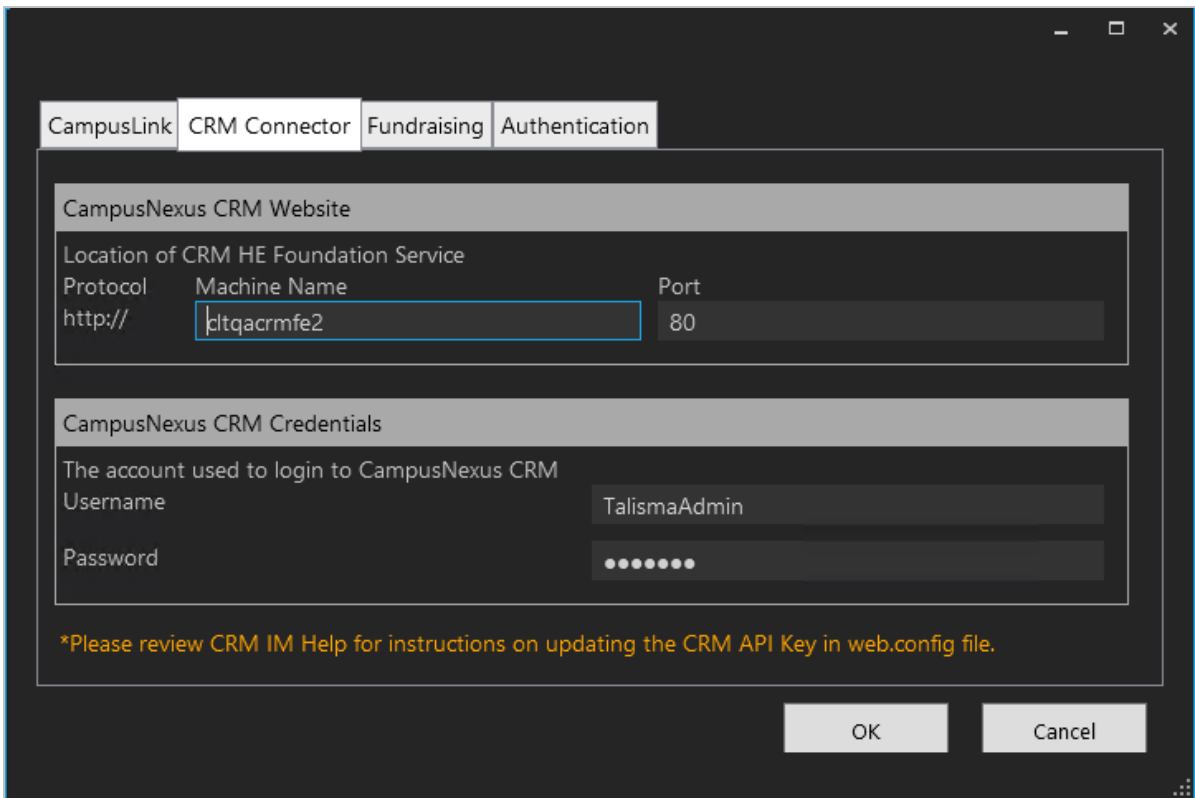 CampusLink CRM Connector Fundraising Authentication
CampusNexus CRM Website
Location of CRM HE Foundation Service
Protocol Machine Name Port
http:// cltqacrmfe2 80
CampusNexus CRM Credentials
The account used to login to CampusNexus CRM
Username TalismaAdmin
Password •••••••
*Please review CRM IM Help for instructions on updating the CRM API Key in web.config file.
OK Cancel